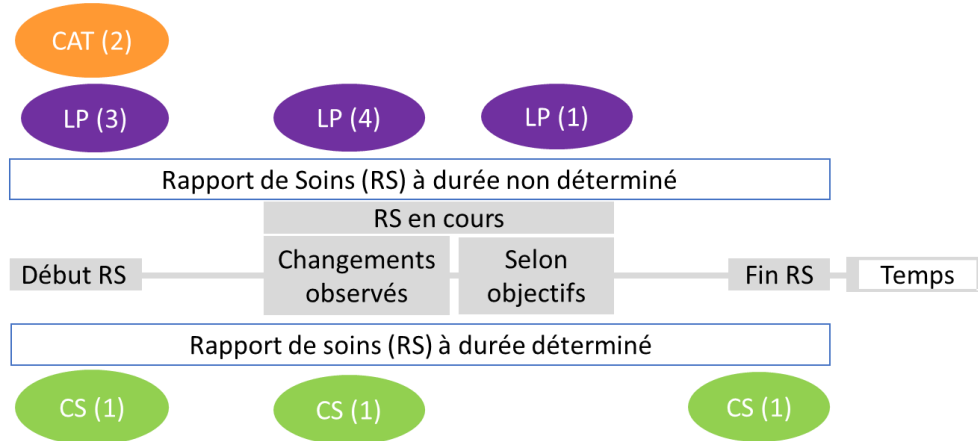 CAT (2)
LP (3)
LP (4)
LP (1)
Rapport de Soins (RS) à durée non déterminé
RS en cours
Début RS
Changements
observés
Selon
objectifs
Fin RS
Temps
Rapport de soins (RS) à durée déterminé
CS (1)
CS (1)
CS (1)